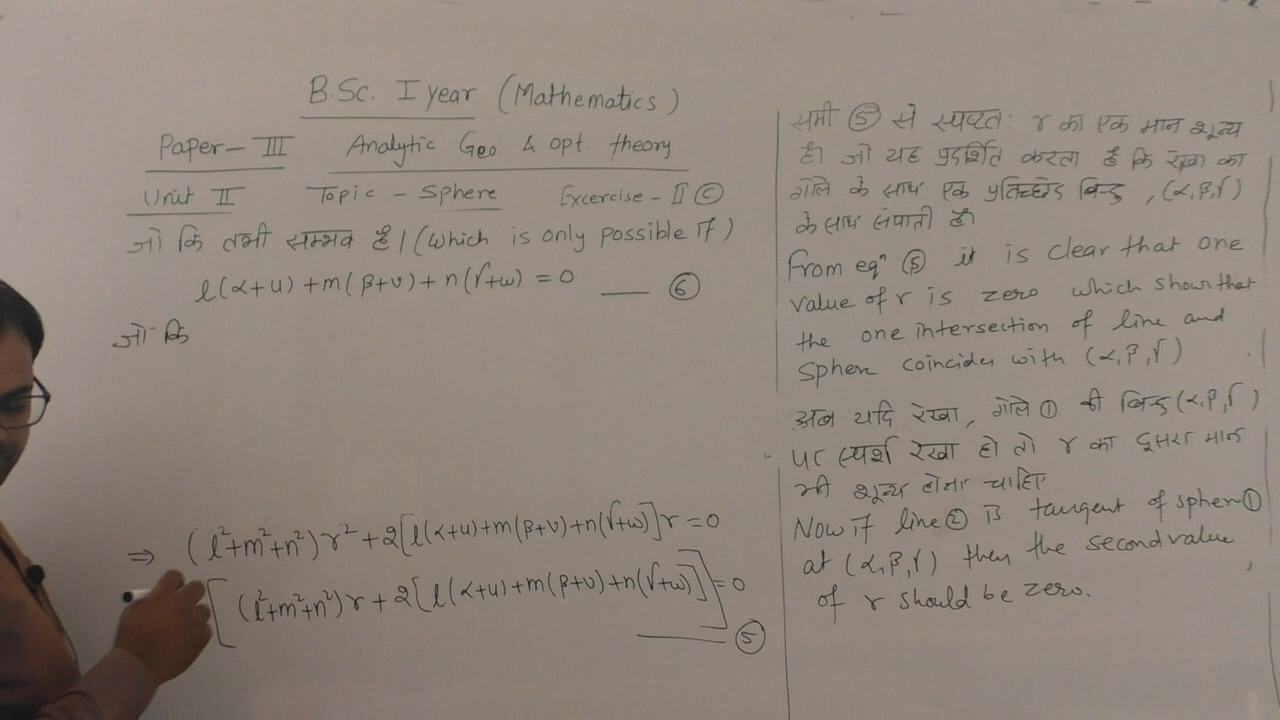 B.Sc. I year (Mathematics)
Paper - III Analytic Geo & opt. theory
Unit II Topic - Sphere Excercise - II (C)
जो कि तभी सम्भव है। (Which is only possible if)
l(α+u)+m(β+v)+n(γ+w) = 0 — ⑥
जो कि
⇒ (l²+m²+n²)r²+2[l(α+u)+m(β+v)+n(γ+w)]r=0
[(l²+m²+n²)r+2[l(α+u)+m(β+v)+n(γ+w)]]=0
— ⑤
समी ⑤ से स्पष्टत: r का एक मान शून्य
है। जो यह प्रदर्शित करता है कि रेखा का
गोले के साथ एक प्रतिच्छेद बिन्दु, (α,β,γ)
के साथ संपाती है।
From eqⁿ ⑤ it is clear that one
value of r is zero which show that
the one intersection of line and
sphere coincides with (α,β,γ)
अब यदि रेखा, गोले ① की बिन्दु (α,β,γ)
पर स्पर्श रेखा हो तो r का दूसरा मान
भी शून्य होना चाहिए
Now if line ② is tangent of sphere ①
at (α,β,γ) then the second value
of r should be zero.